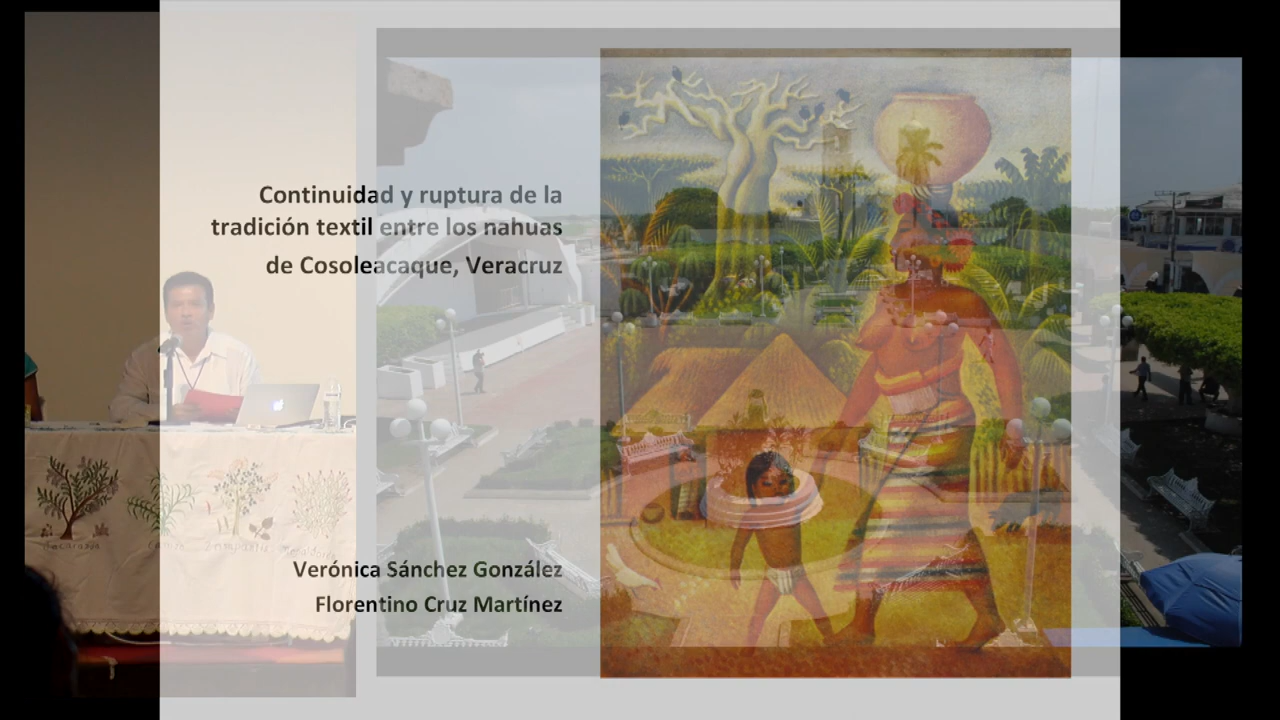 Continuidad y ruptura de la
tradición textil entre los nahuas
de Cosoleacaque, Veracruz
Verónica Sánchez González
Florentino Cruz Martínez